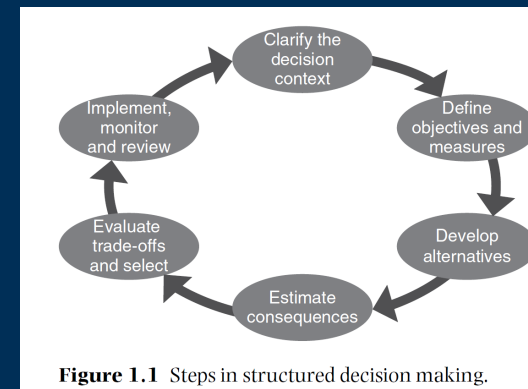 Clarify the
decision
context
Define
objectives and
measures
Develop
alternatives
Estimate
consequences
Evaluate
trade-offs
and select
Implement,
monitor
and review
Figure 1.1 Steps in structured decision making.